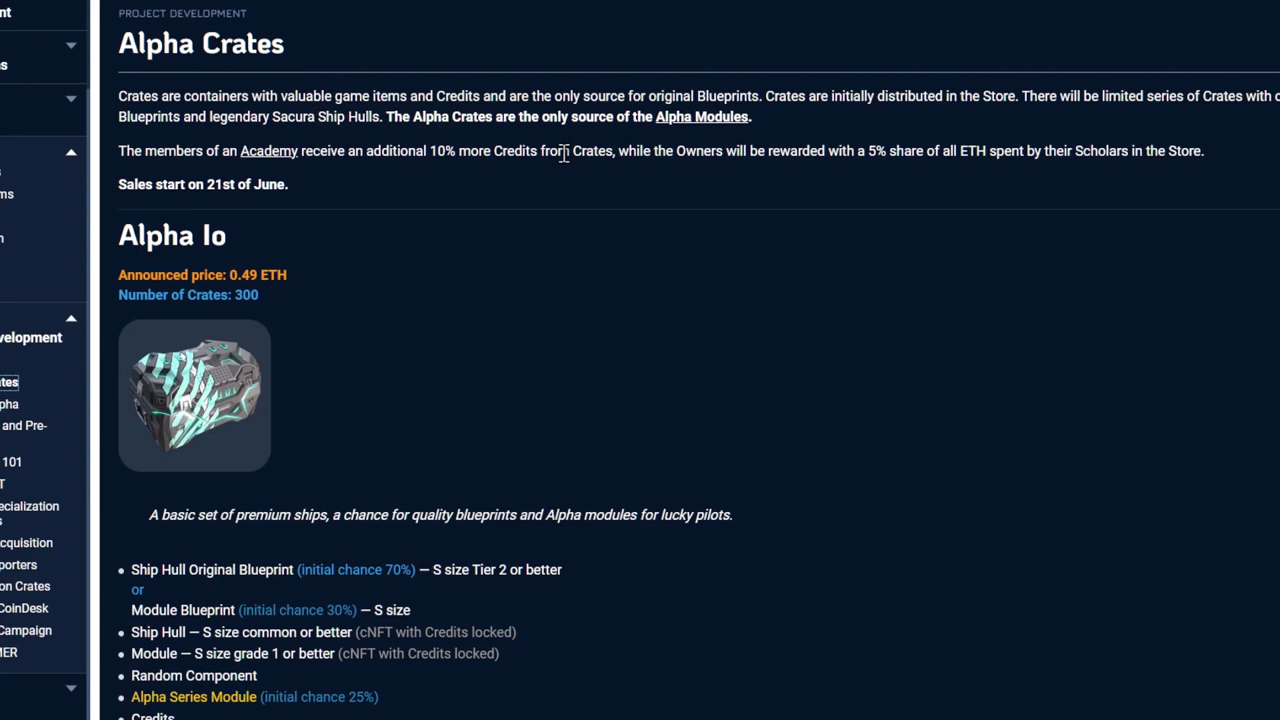 nt
PROJECT DEVELOPMENT
Alpha Crates
s
Crates are containers with valuable game items and Credits and are the only source for original Blueprints. Crates are initially distributed in the Store. There will be limited series of Crates with
Blueprints and legendary Sacura Ship Hulls. The Alpha Crates are the only source of the Alpha Modules.
The members of an Academy receive an additional 10% more Credits from Crates, while the Owners will be rewarded with a 5% share of all ETH spent by their Scholars in the Store.
ms
Sales start on 21st of June.
n
Alpha Io
Announced price: 0.49 ETH
Number of Crates: 300
velopment
ates
pha
and Pre-
101
T
ecialization
s
cquisition
porters
on Crates
CoinDesk
Campaign
MER
A basic set of premium ships, a chance for quality blueprints and Alpha modules for lucky pilots.
Ship Hull Original Blueprint (initial chance 70%) — S size Tier 2 or better
or
Module Blueprint (initial chance 30%) — S size
Ship Hull — S size common or better (cNFT with Credits locked)
Module — S size grade 1 or better (cNFT with Credits locked)
Random Component
Alpha Series Module (initial chance 25%)
Credits